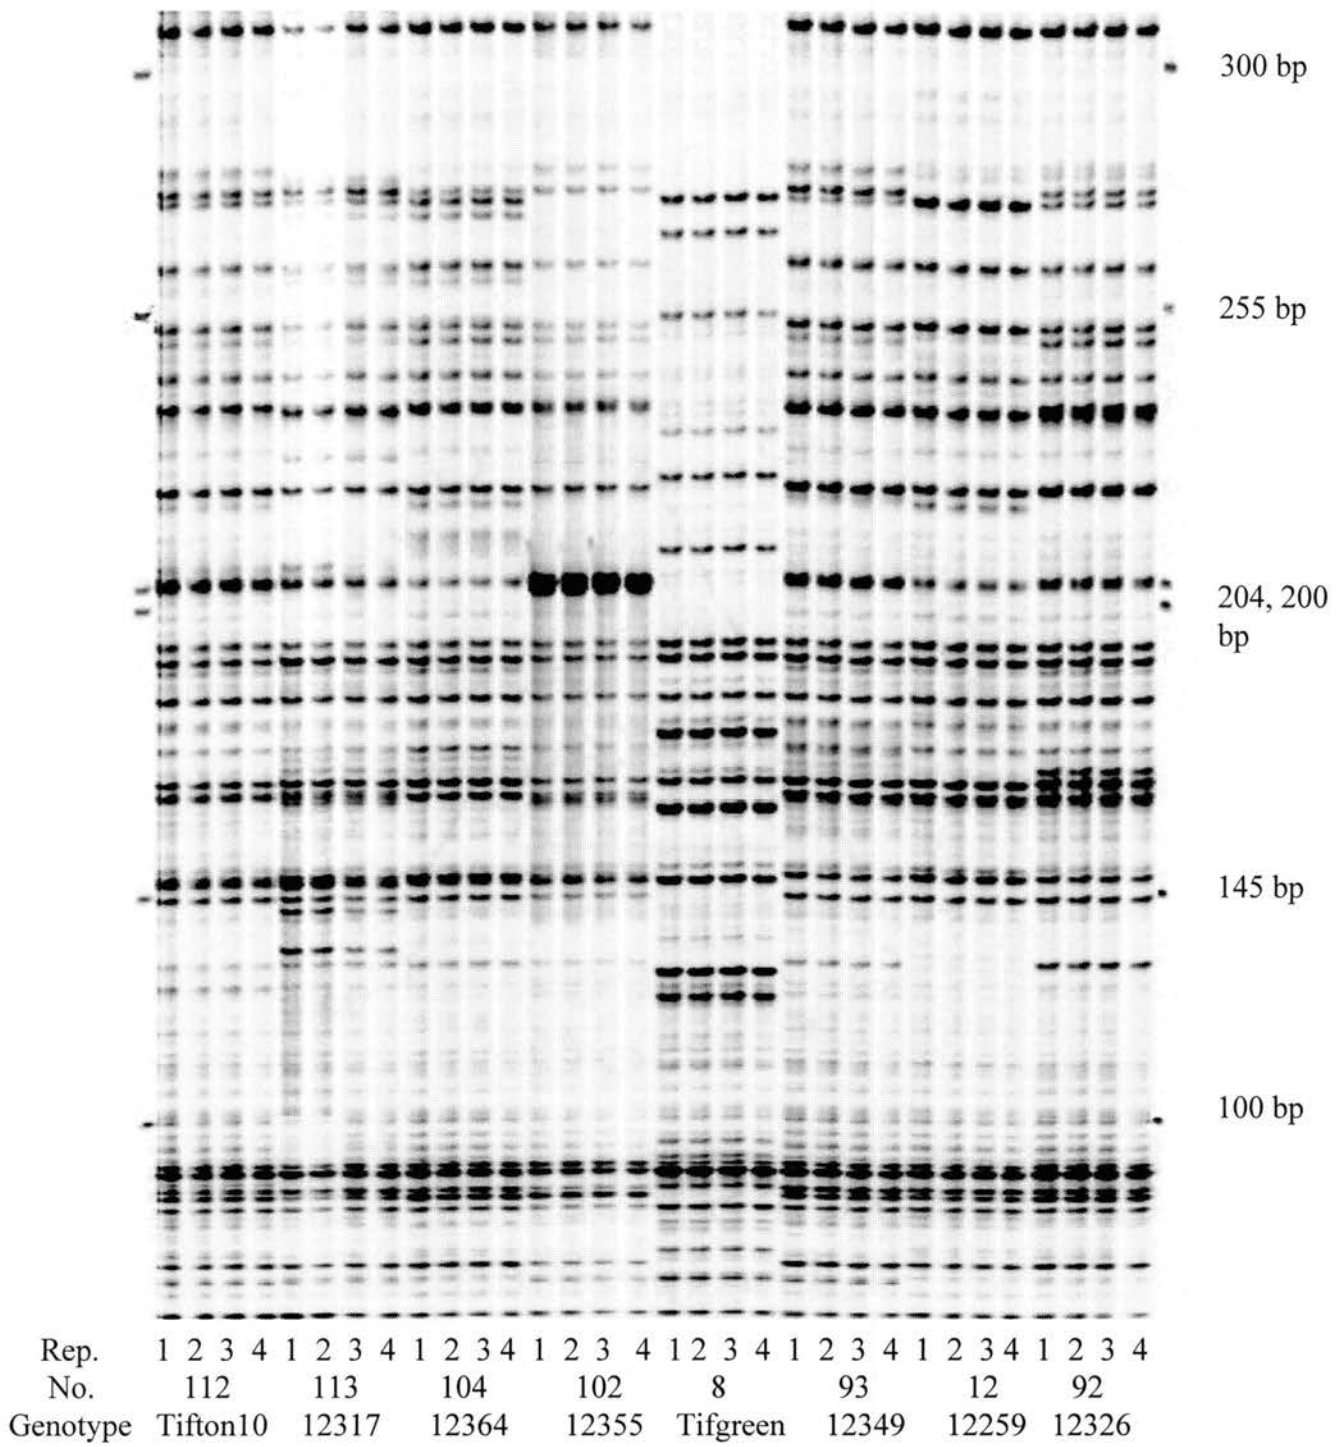 300 bp
255 bp
204, 200
bp
145 bp
100 bp
Rep. 1 2 3 4 1 2 3 4 1 2 3 4 1 2 3 4 1 2 3 4 1 2 3 4 1 2 3 4 1 2 3 4
No. 112 113 104 102 8 93 12 92
Genotype Tifton10 12317 12364 12355 Tifgreen 12349 12259 12326